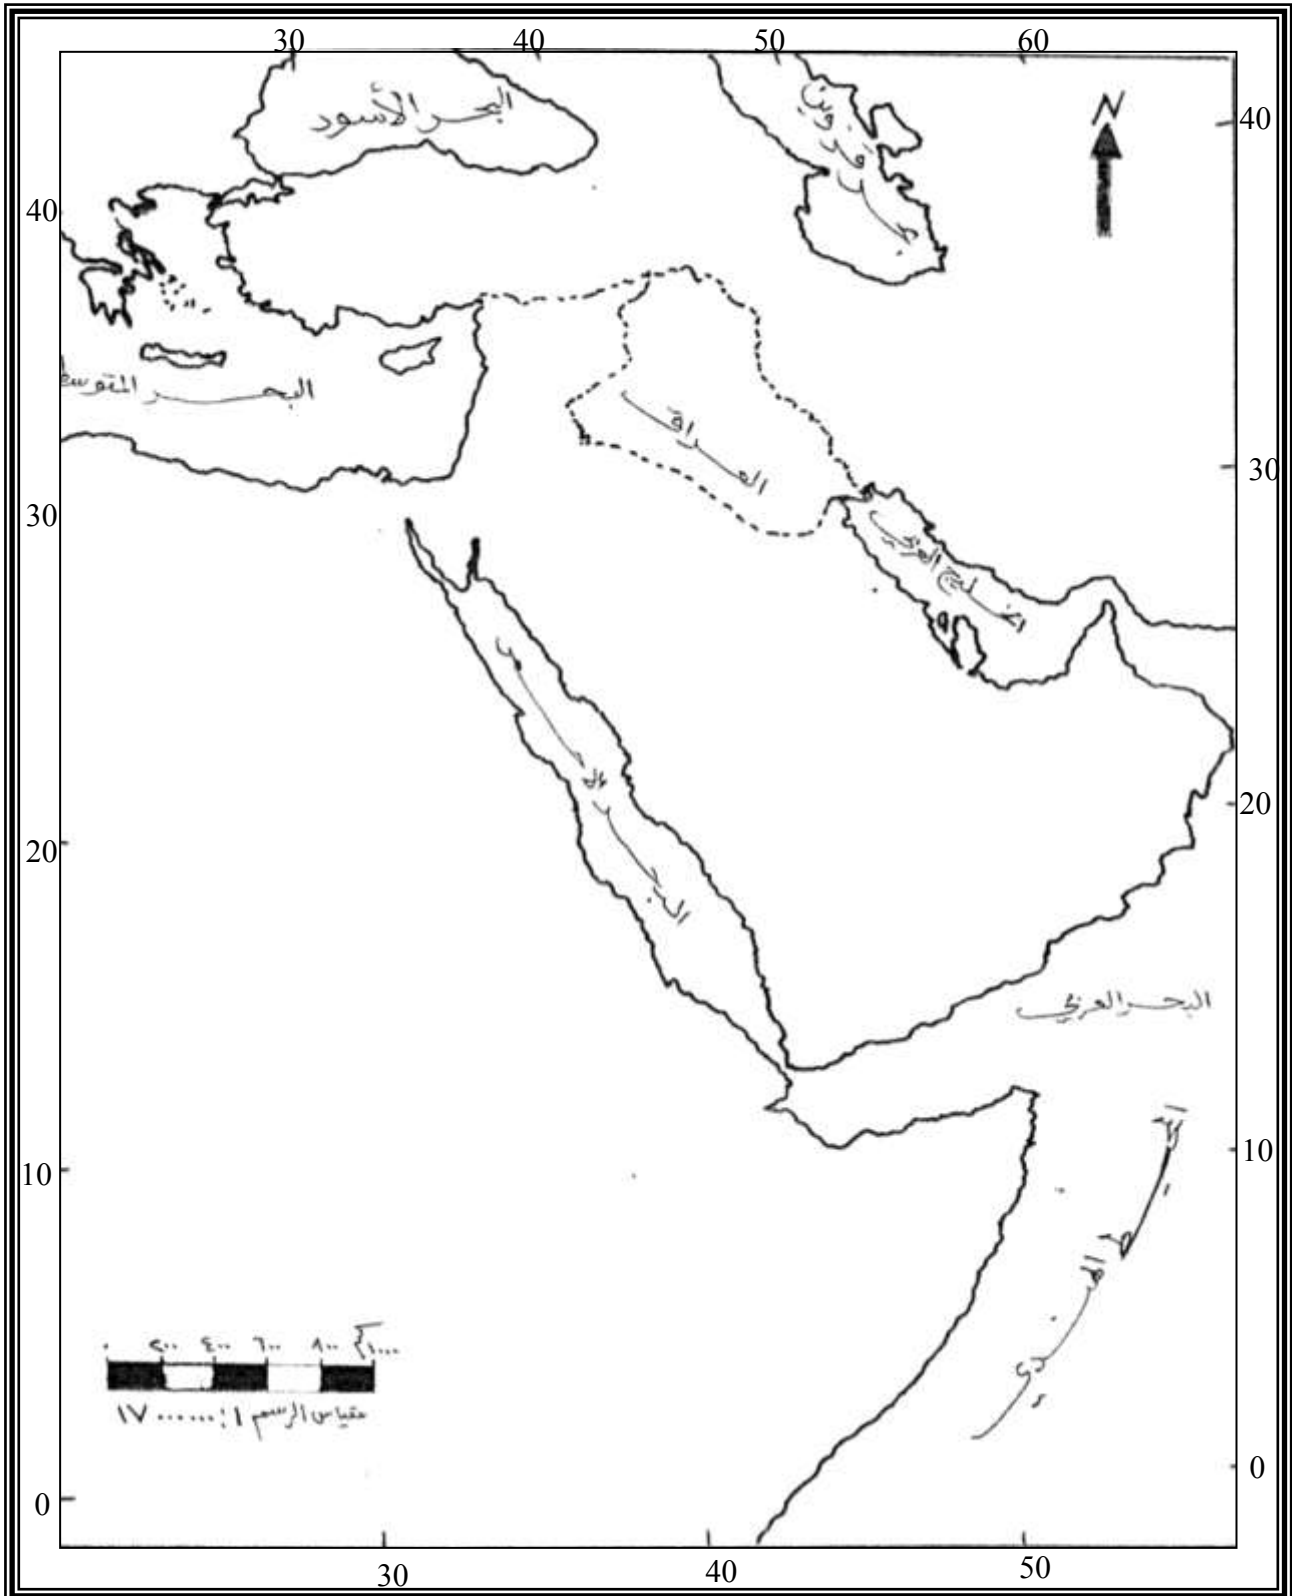 30 40 50 60
N
البحر الأسود
بحر قزوين
40
40
البحر المتوسط
العراق
30
30
الخليج العربي
البحر الأحمر
20
20
البحر العربي
المحيط الهندي
10
10
٠ ٢٠٠ ٤٠٠ ٦٠٠ ٨٠٠ ١٠٠٠ كم
مقياس الرسم ١:١٧٠٠٠٠٠٠
0
0
30 40 50